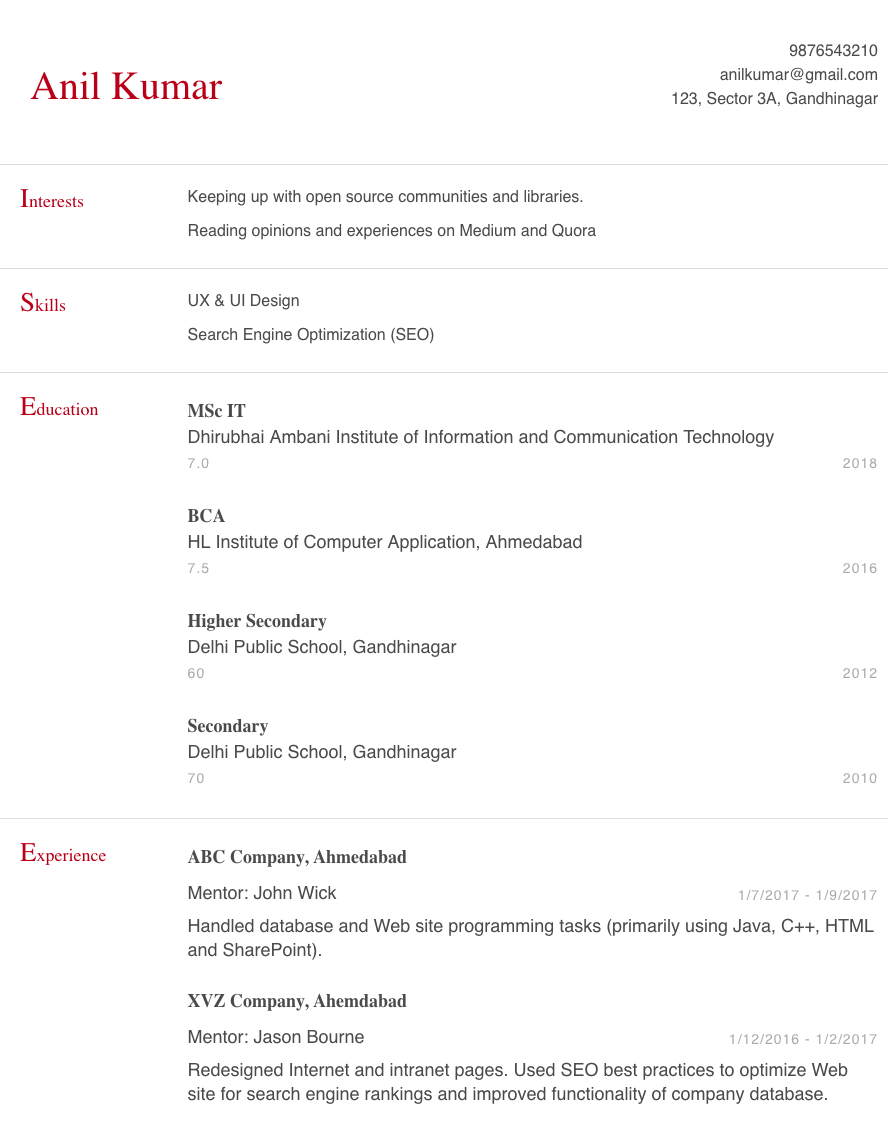 Anil Kumar
9876543210
anilkumar@gmail.com
123, Sector 3A, Gandhinagar
Interests
Keeping up with open source communities and libraries.
Reading opinions and experiences on Medium and Quora
Skills
UX & UI Design
Search Engine Optimization (SEO)
Education
MSc IT
Dhirubhai Ambani Institute of Information and Communication Technology
7.0 2018
BCA
HL Institute of Computer Application, Ahmedabad
7.5 2016
Higher Secondary
Delhi Public School, Gandhinagar
60 2012
Secondary
Delhi Public School, Gandhinagar
70 2010
Experience
ABC Company, Ahmedabad
Mentor: John Wick 1/7/2017 - 1/9/2017
Handled database and Web site programming tasks (primarily using Java, C++, HTML
and SharePoint).
XVZ Company, Ahemdabad
Mentor: Jason Bourne 1/12/2016 - 1/2/2017
Redesigned Internet and intranet pages. Used SEO best practices to optimize Web
site for search engine rankings and improved functionality of company database.